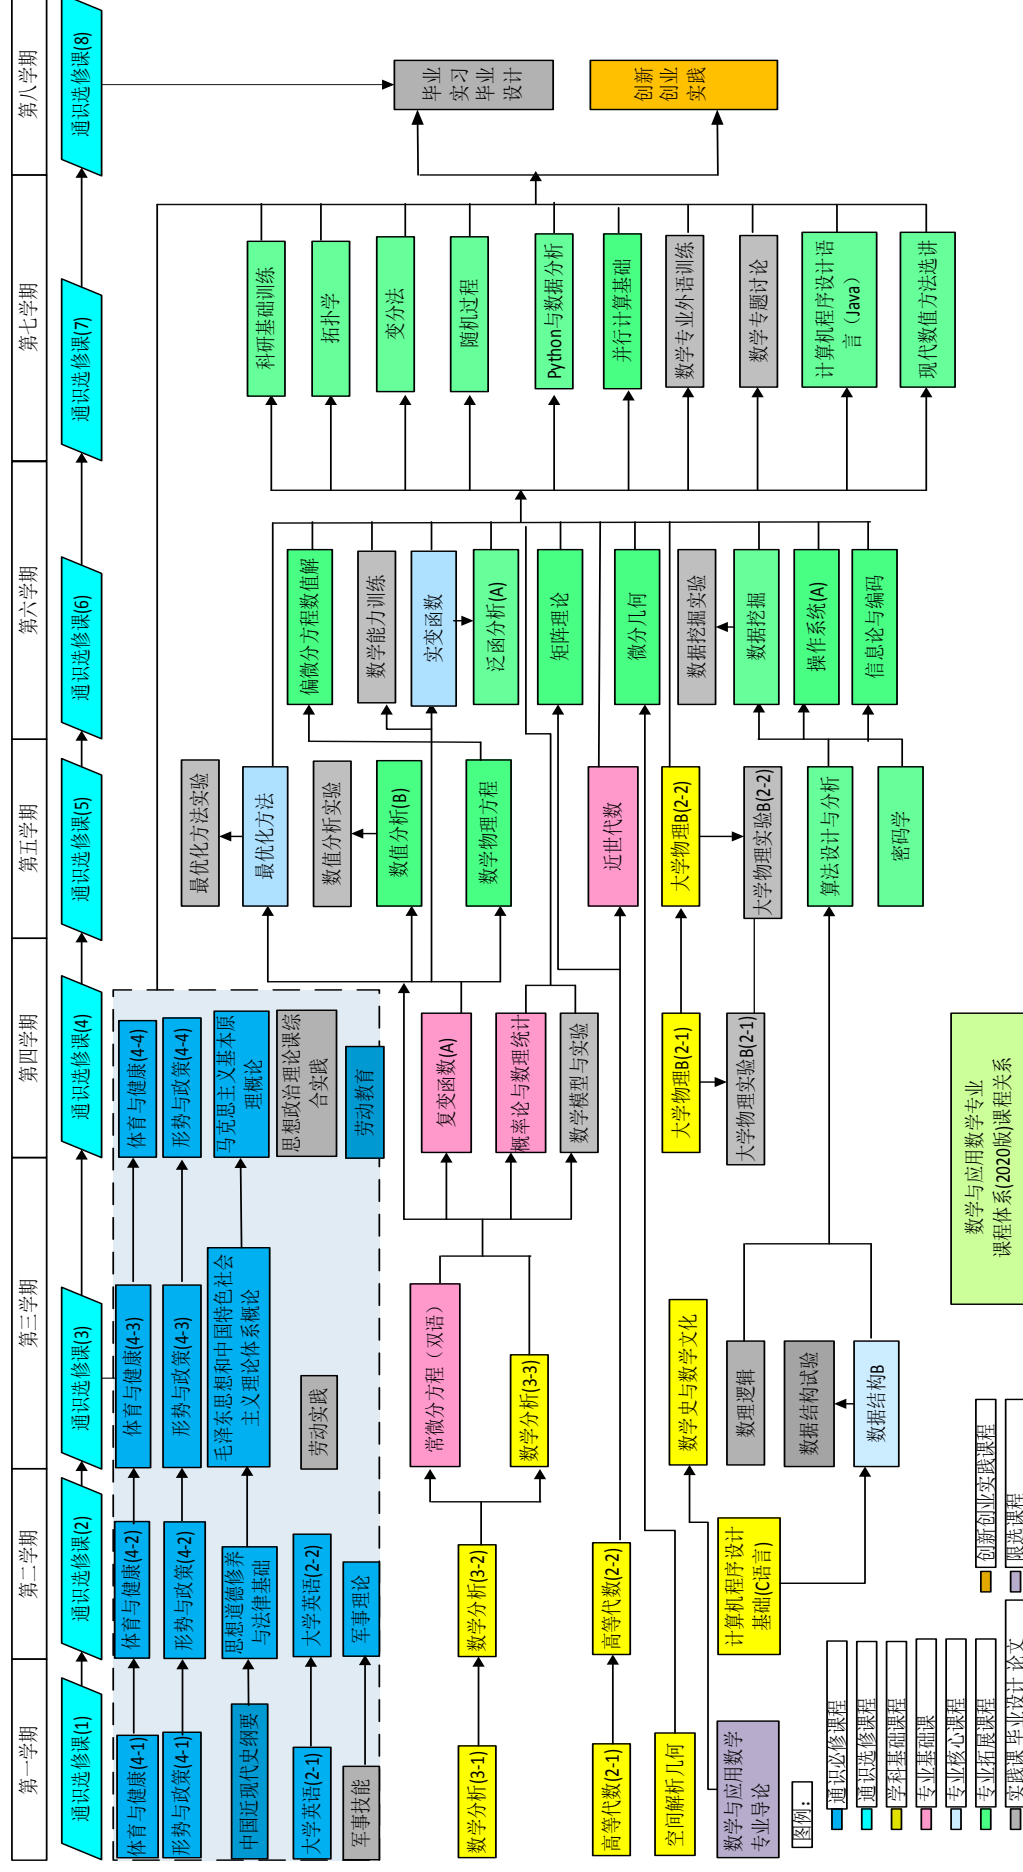 第一学期
第二学期
第三学期
第四学期
第五学期
第六学期
第七学期
第八学期
通识选修课(1)
通识选修课(2)
通识选修课(3)
通识选修课(4)
通识选修课(5)
通识选修课(6)
通识选修课(7)
通识选修课(8)
体育与健康(4-1)
体育与健康(4-2)
体育与健康(4-3)
体育与健康(4-4)
形势与政策(4-1)
形势与政策(4-2)
形势与政策(4-3)
形势与政策(4-4)
中国近现代史纲要
思想道德修养
与法律基础
毛泽东思想和中国特色社会
主义理论体系概论
马克思主义基本原
理概论
思想政治理论课综
合实践
大学英语(2-1)
大学英语(2-2)
劳动实践
劳动教育
军事技能
军事理论
数学分析(3-1)
数学分析(3-2)
常微分方程（双语）
数学分析(3-3)
复变函数(A)
概率论与数理统计
数学模型与实验
最优化方法实验
最优化方法
数值分析实验
数值分析(B)
数学物理方程
偏微分方程数值解
数学能力训练
实变函数
泛函分析(A)
矩阵理论
微分几何
高等代数(2-1)
高等代数(2-2)
近世代数
空间解析几何
数学与应用数学
专业导论
数学史与数学文化
计算机程序设计
基础(C语言)
数理逻辑
数据结构试验
数据结构B
大学物理B(2-1)
大学物理实验B(2-1)
大学物理B(2-2)
大学物理实验B(2-2)
算法设计与分析
密码学
数据挖掘实验
数据挖掘
操作系统(A)
信息论与编码
科研基础训练
拓扑学
变分法
随机过程
Python与数据分析
并行计算基础
数学专业外语训练
数学专题讨论
计算机程序设计语
言（Java）
现代数值方法选讲
毕业
实习
毕业
设计
创新
创业
实践
数学与应用数学专业
课程体系(2020版)课程关系
图例：
通识必修课程
通识选修课程
学科基础课程
专业基础课
专业核心课程
专业拓展课程
实践课 毕业设计 论文
创新创业实践课程
限选课程